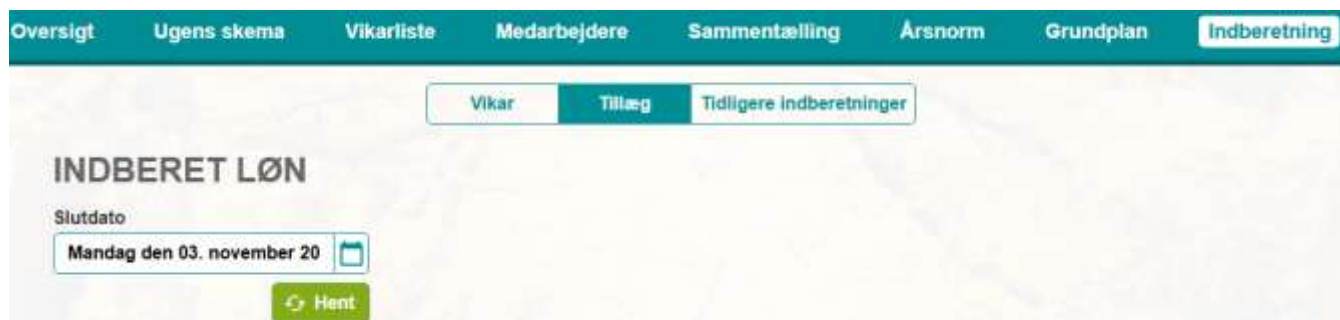 Oversigt Ugens skema Vikarliste Medarbejdere Sammentælling Årsnorm Grundplan Indberetning
Vikar Tillæg Tidligere indberetninger
INDBERET LØN
Slutdato
Mandag den 03. november 20
Hent